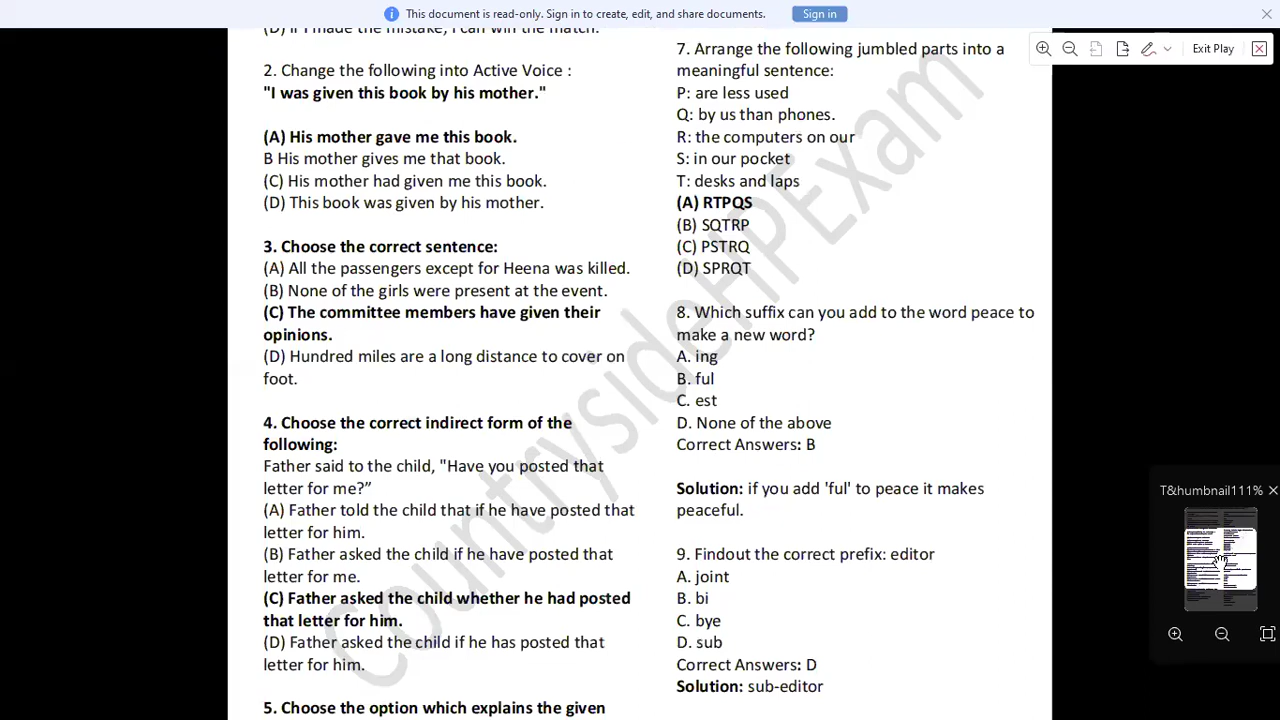 This document is read-only. Sign in to create, edit, and share documents.
Sign in
Exit Play
(D) If I made the mistake, I can win the match.
2. Change the following into Active Voice :
"I was given this book by his mother."
(A) His mother gave me this book.
B His mother gives me that book.
(C) His mother had given me this book.
(D) This book was given by his mother.
3. Choose the correct sentence:
(A) All the passengers except for Heena was killed.
(B) None of the girls were present at the event.
(C) The committee members have given their
opinions.
(D) Hundred miles are a long distance to cover on
foot.
4. Choose the correct indirect form of the
following:
Father said to the child, "Have you posted that
letter for me?”
(A) Father told the child that if he have posted that
letter for him.
(B) Father asked the child if he have posted that
letter for me.
(C) Father asked the child whether he had posted
that letter for him.
(D) Father asked the child if he has posted that
letter for him.
5. Choose the option which explains the given
7. Arrange the following jumbled parts into a
meaningful sentence:
P: are less used
Q: by us than phones.
R: the computers on our
S: in our pocket
T: desks and laps
(A) RTPQS
(B) SQTRP
(C) PSTRQ
(D) SPRQT
8. Which suffix can you add to the word peace to
make a new word?
A. ing
B. ful
C. est
D. None of the above
Correct Answers: B
Solution: if you add 'ful' to peace it makes
peaceful.
9. Findout the correct prefix: editor
A. joint
B. bi
C. bye
D. sub
Correct Answers: D
Solution: sub-editor
CountrysideHPExam
T&humbnail111%